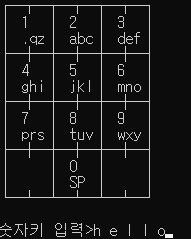 1 2 3
.qz abc def
4 5 6
ghi jkl mno
7 8 9
prs tuv wxy
0
SP
숫자키 입력>h e l l o